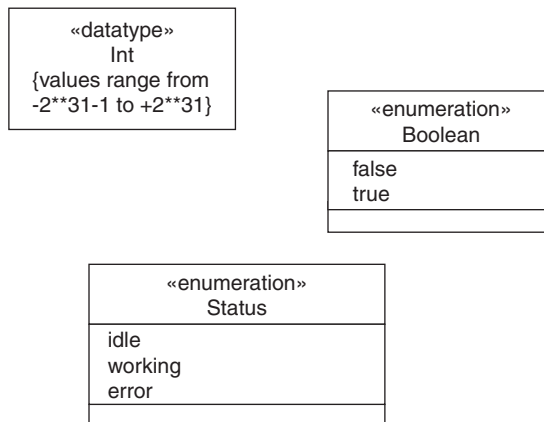 «datatype»
Int
{values range from
-2**31-1 to +2**31}
«enumeration»
Boolean
false
true
«enumeration»
Status
idle
working
error